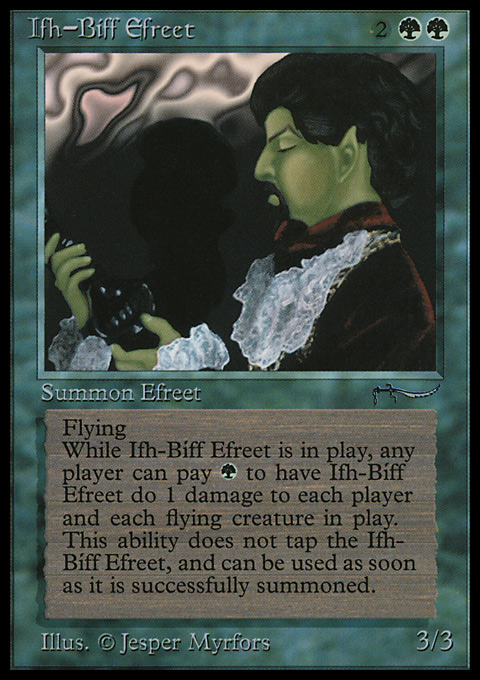 Ifh-Biff Efreet 2
Summon Efreet
Flying
While Ifh-Biff Efreet is in play, any
player can pay to have Ifh-Biff
Efreet do 1 damage to each player
and each flying creature in play.
This ability does not tap the Ifh-
Biff Efreet, and can be used as soon
as it is successfully summoned.
Illus. © Jesper Myrfors 3/3